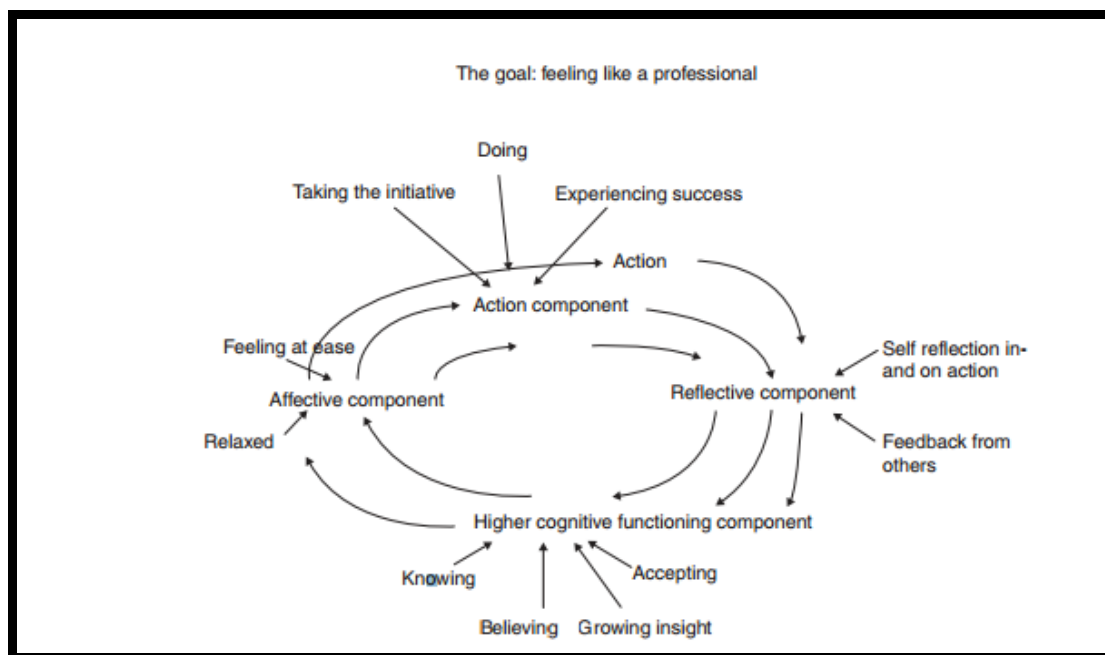 The goal: feeling like a professional
Doing
Taking the initiative
Experiencing success
Action
Action component
Feeling at ease
Self reflection in-
and on action
Affective component
Reflective component
Relaxed
Feedback from
others
Higher cognitive functioning component
Knowing
Accepting
Believing
Growing insight